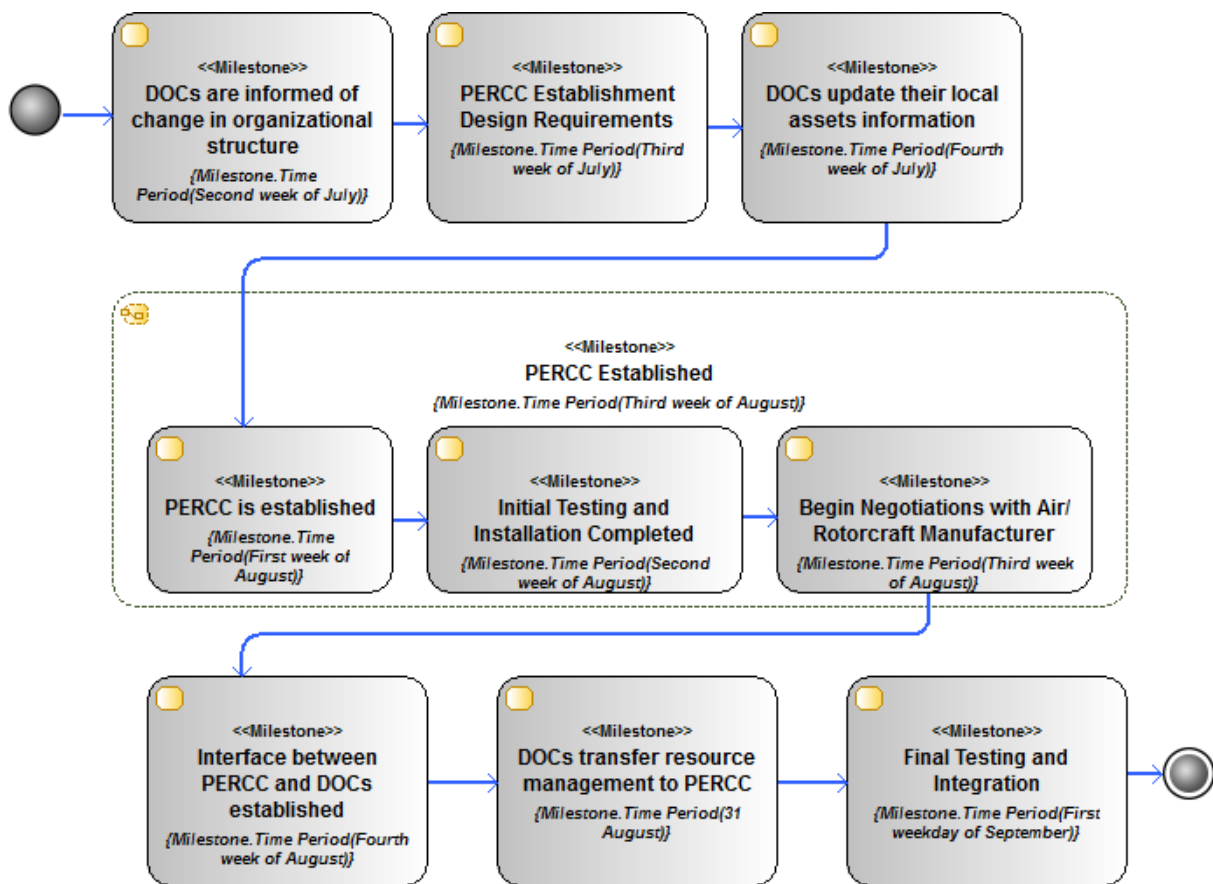 <<Milestone>>
DOCs are informed of
change in organizational
structure
{Milestone.Time
Period(Second week of July)}
<<Milestone>>
PERCC Establishment
Design Requirements
{Milestone.Time Period(Third
week of July)}
<<Milestone>>
DOCs update their local
assets information
{Milestone.Time Period(Fourth
week of July)}
<<Milestone>>
PERCC Established
{Milestone.Time Period(Third week of August)}
<<Milestone>>
PERCC is established
{Milestone.Time
Period(First week of
August)}
<<Milestone>>
Initial Testing and
Installation Completed
{Milestone.Time Period(Second
week of August)}
<<Milestone>>
Begin Negotiations with Air/
Rotorcraft Manufacturer
{Milestone.Time Period(Third week
of August)}
<<Milestone>>
Interface between
PERCC and DOCs
established
{Milestone.Time Period(Fourth
week of August)}
<<Milestone>>
DOCs transfer resource
management to PERCC
{Milestone.Time Period(31
August)}
<<Milestone>>
Final Testing and
Integration
{Milestone.Time Period(First
weekday of September)}